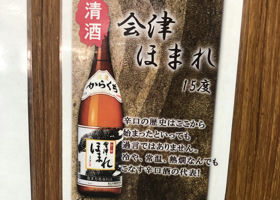 清酒
会津
ほまれ
15度
からくち
会津
ほまれ
辛口の歴史はここから
始まったといっても
過言ではありません。
冷や、常温、熱燗なんでも
こなす辛口酒の代表!